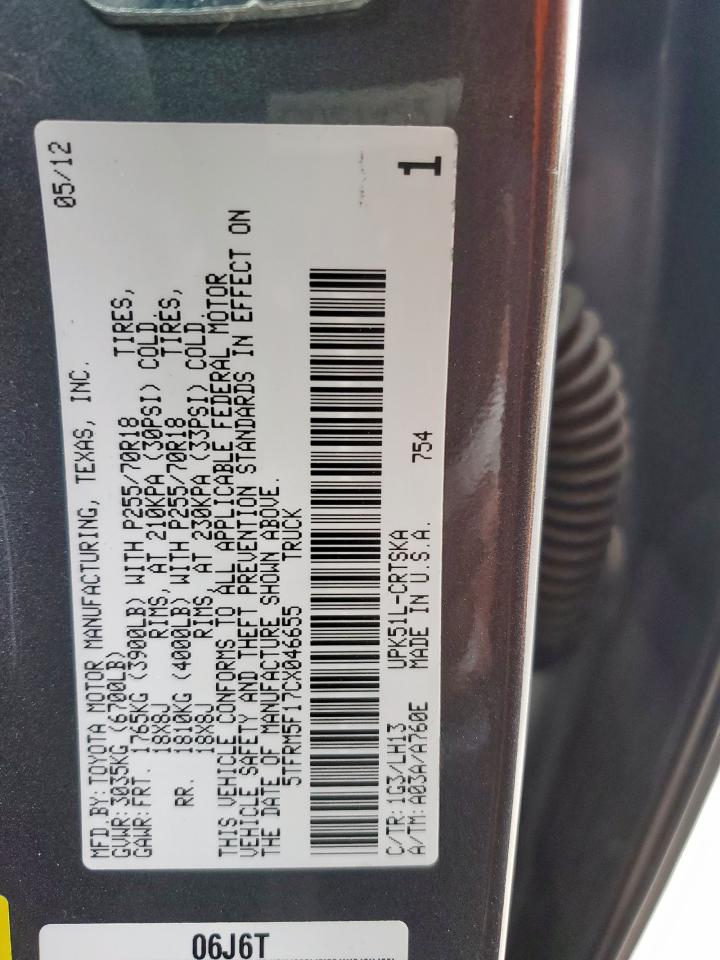 MFD.BY:TOYOTA MOTOR MANUFACTURING, TEXAS, INC. 05/12
GVWR:3035KG (6700LB)
GAWR:FRT. 1765KG (3900LB) WITH P255/70R18 TIRES,
18X8J RIMS, AT 210KPA (30PSI) COLD.
RR. 1810KG (4000LB) WITH P255/70R18 TIRES,
18X8J RIMS, AT 230KPA (33PSI) COLD.
THIS VEHICLE CONFORMS TO ALL APPLICABLE FEDERAL MOTOR
VEHICLE SAFETY AND THEFT PREVENTION STANDARDS IN EFFECT ON
THE DATE OF MANUFACTURE SHOWN ABOVE.
5TFRM5F17CX046655 TRUCK
C/TR:1G3/LH13 UPK51L-CRTSKA 754
A/TM:A03A/A760E MADE IN U.S.A.
1
06J6T